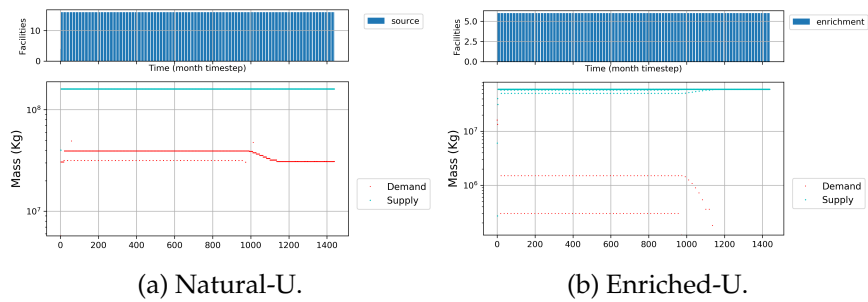 Facilities
10
0
source
Time (month timestep)
Mass (Kg)
10^8
10^7
0 200 400 600 800 1000 1200 1400
Demand
Supply
(a) Natural-U.
Facilities
5.0
2.5
0.0
enrichment
Time (month timestep)
Mass (Kg)
10^7
10^6
0 200 400 600 800 1000 1200 1400
Demand
Supply
(b) Enriched-U.